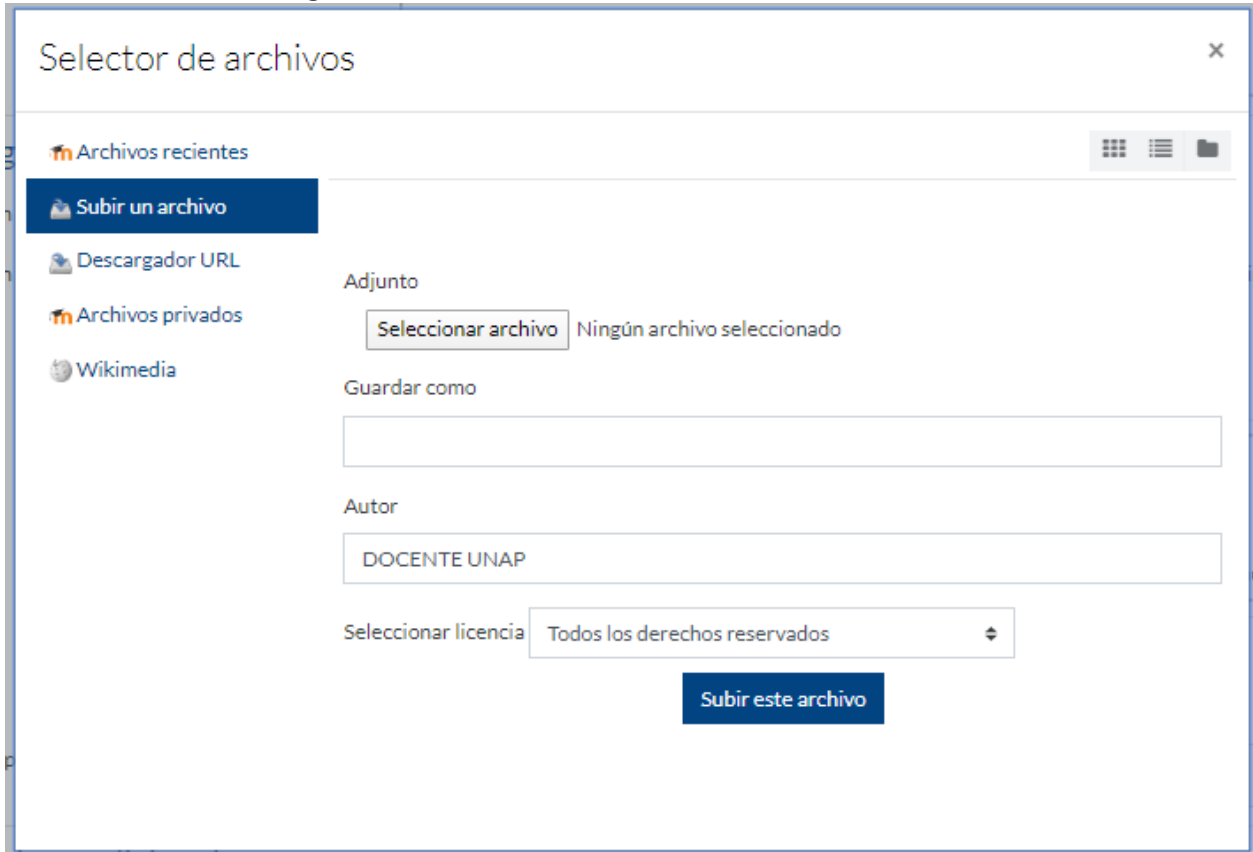 Selector de archivos
×
Archivos recientes
Subir un archivo
Descargador URL
Archivos privados
Wikimedia
Adjunto
Seleccionar archivo Ningún archivo seleccionado
Guardar como
Autor
DOCENTE UNAP
Seleccionar licencia Todos los derechos reservados
Subir este archivo